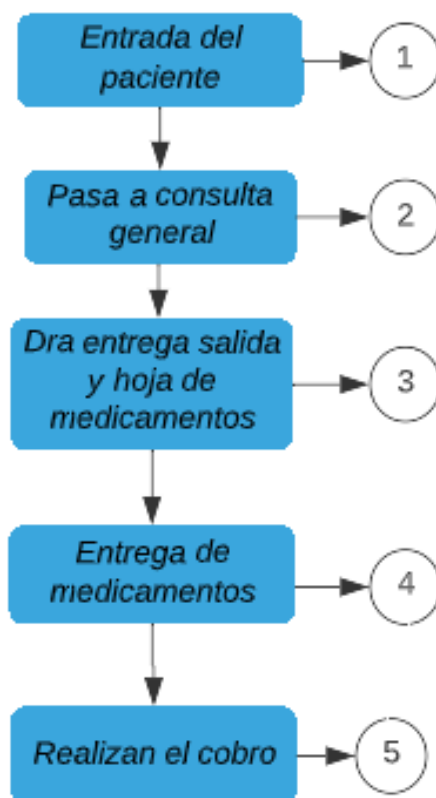 Entrada del
paciente
1
Pasa a consulta
general
2
Dra entrega salida
y hoja de
medicamentos
3
Entrega de
medicamentos
4
Realizan el cobro
5